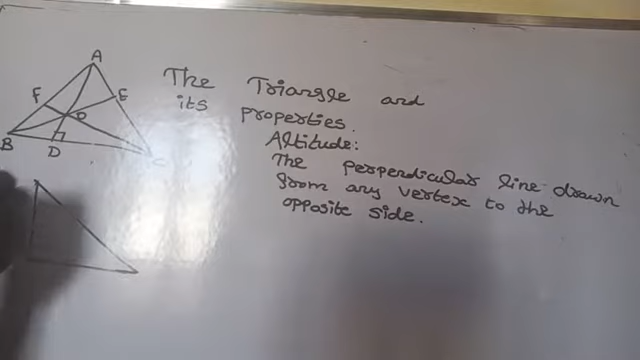 A
F
E
B
D
The Triangle and
its properties.
Altitude:
The perpendicular line drawn
from any vertex to the
opposite side.